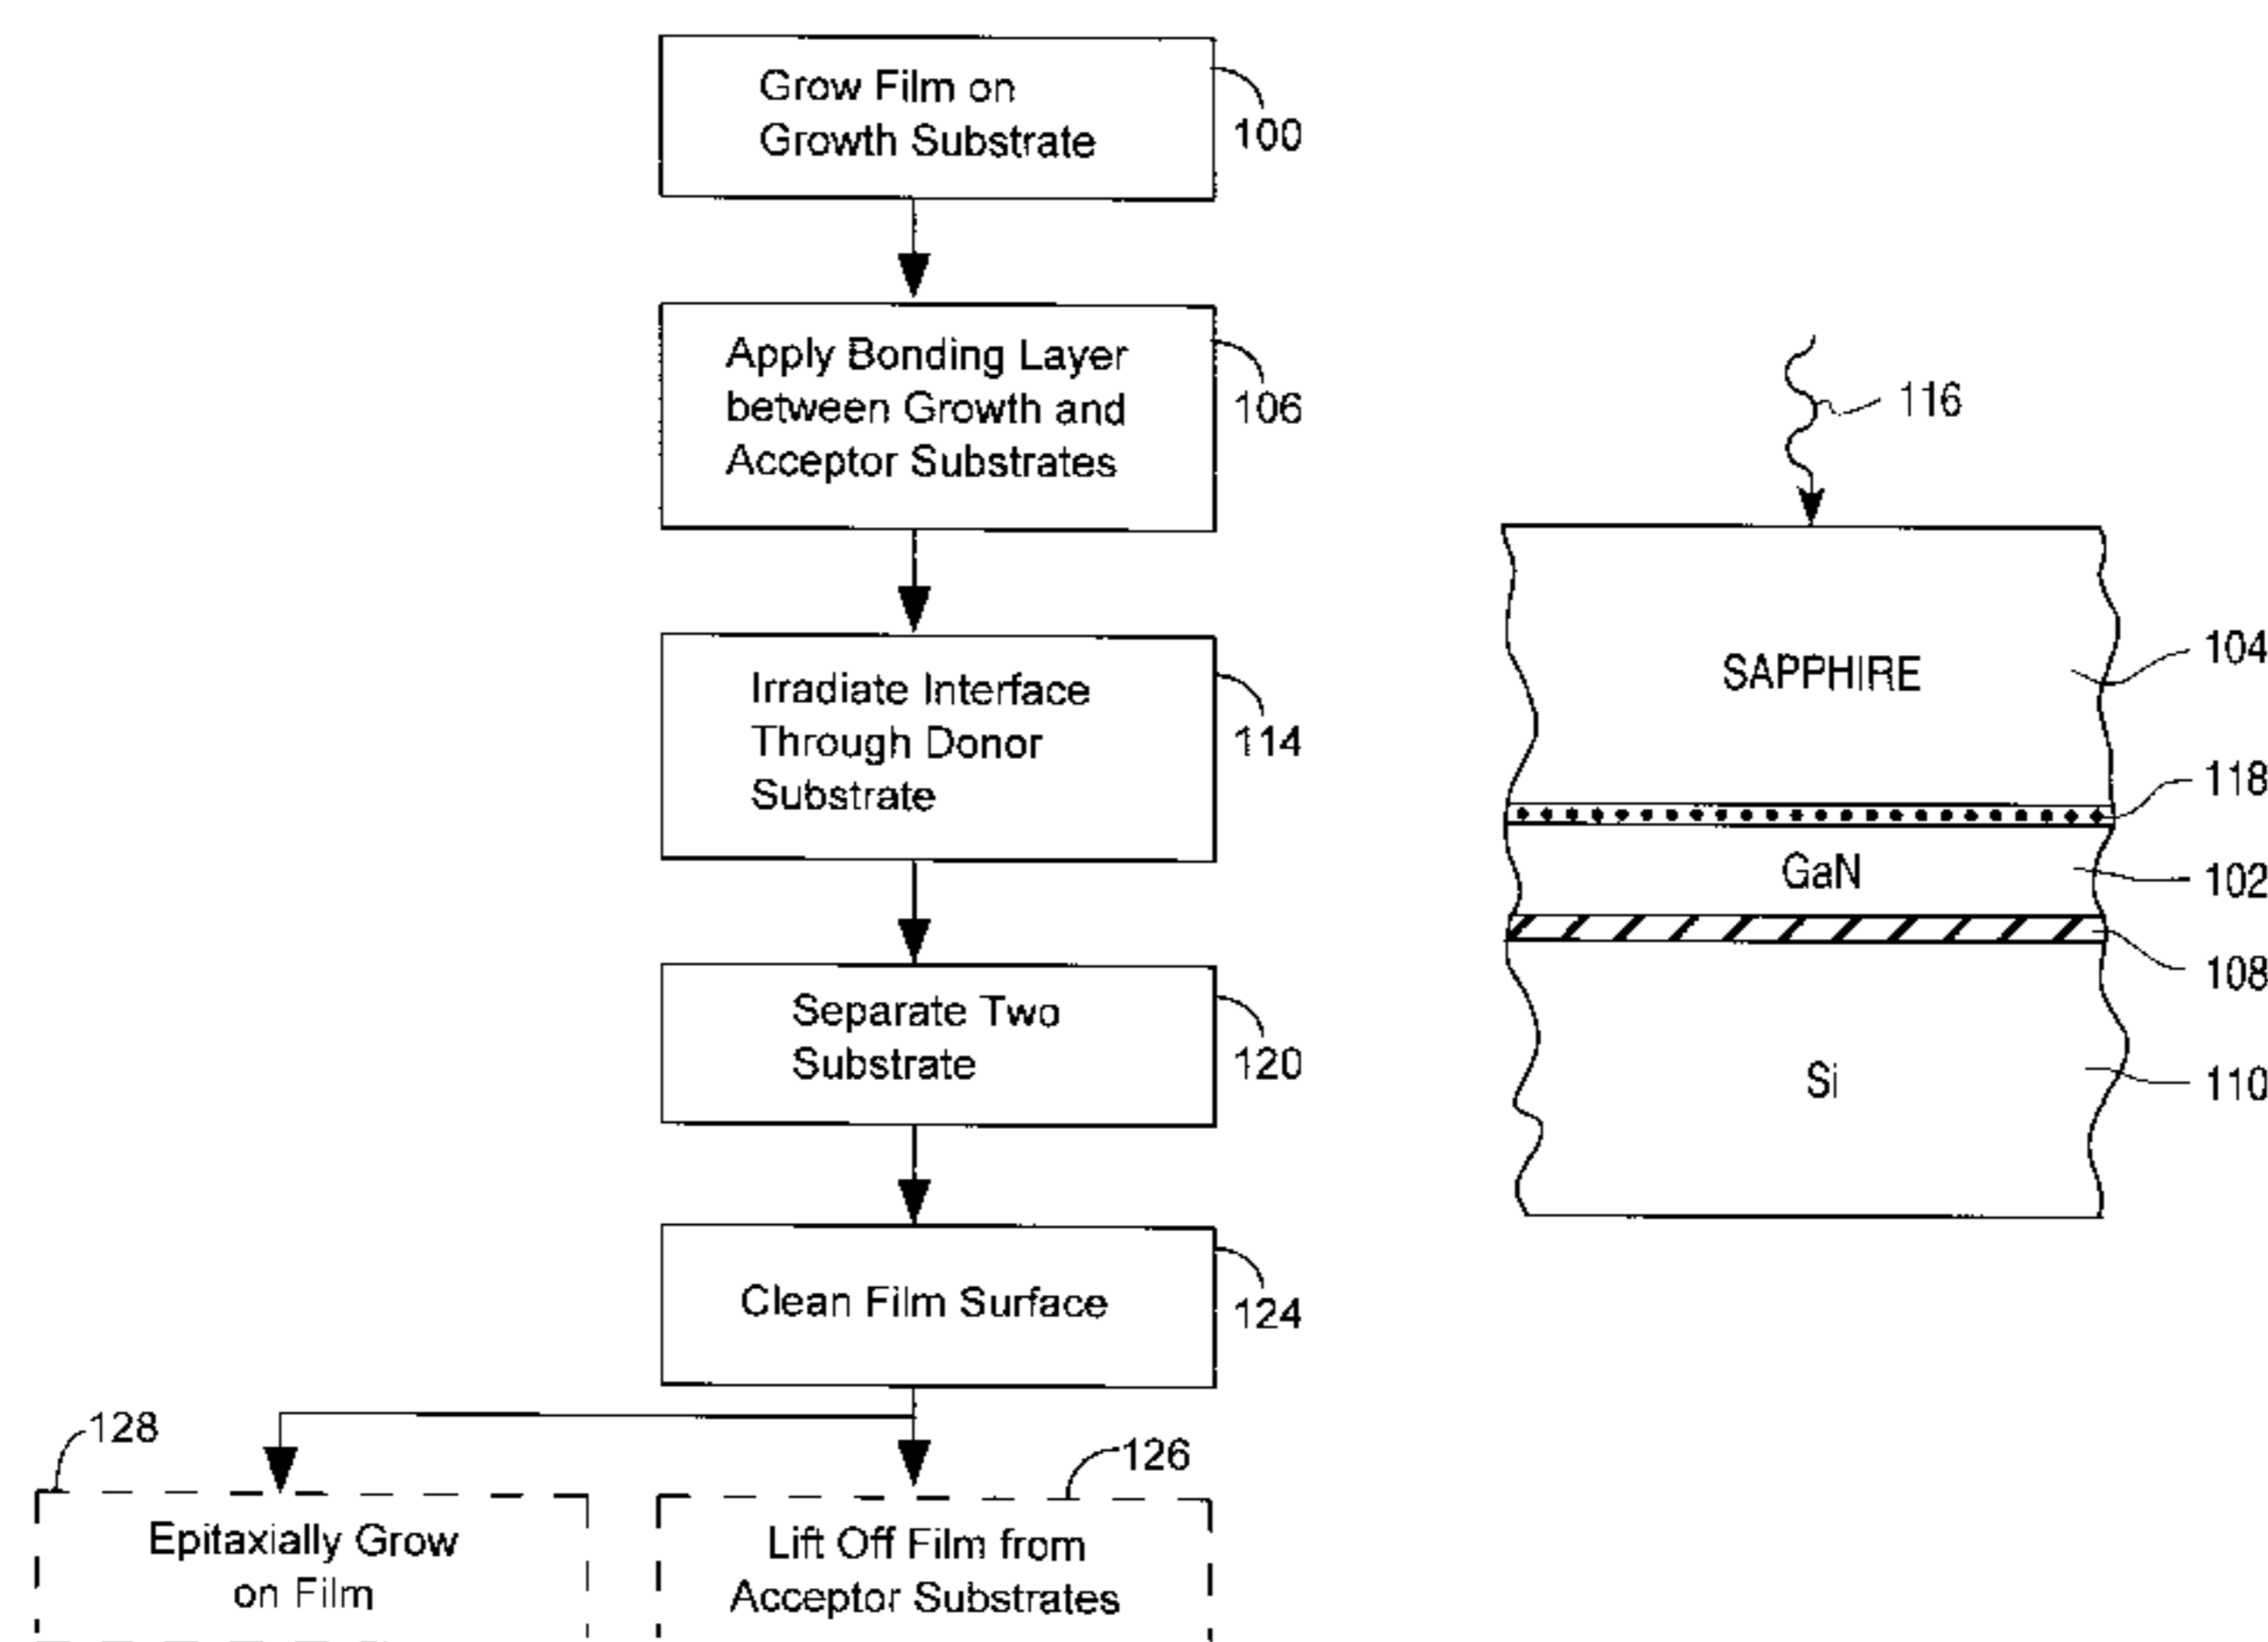 Grow Film on
Growth Substrate
100
Apply Bonding Layer
between Growth and
Acceptor Substrates
106
Irradiate Interface
Through Donor
Substrate
114
Separate Two
Substrate
120
Clean Film Surface
124
128
Epitaxially Grow
on Film
126
Lift Off Film from
Acceptor Substrates
116
SAPPHIRE
104
118
GaN
102
108
Si
110